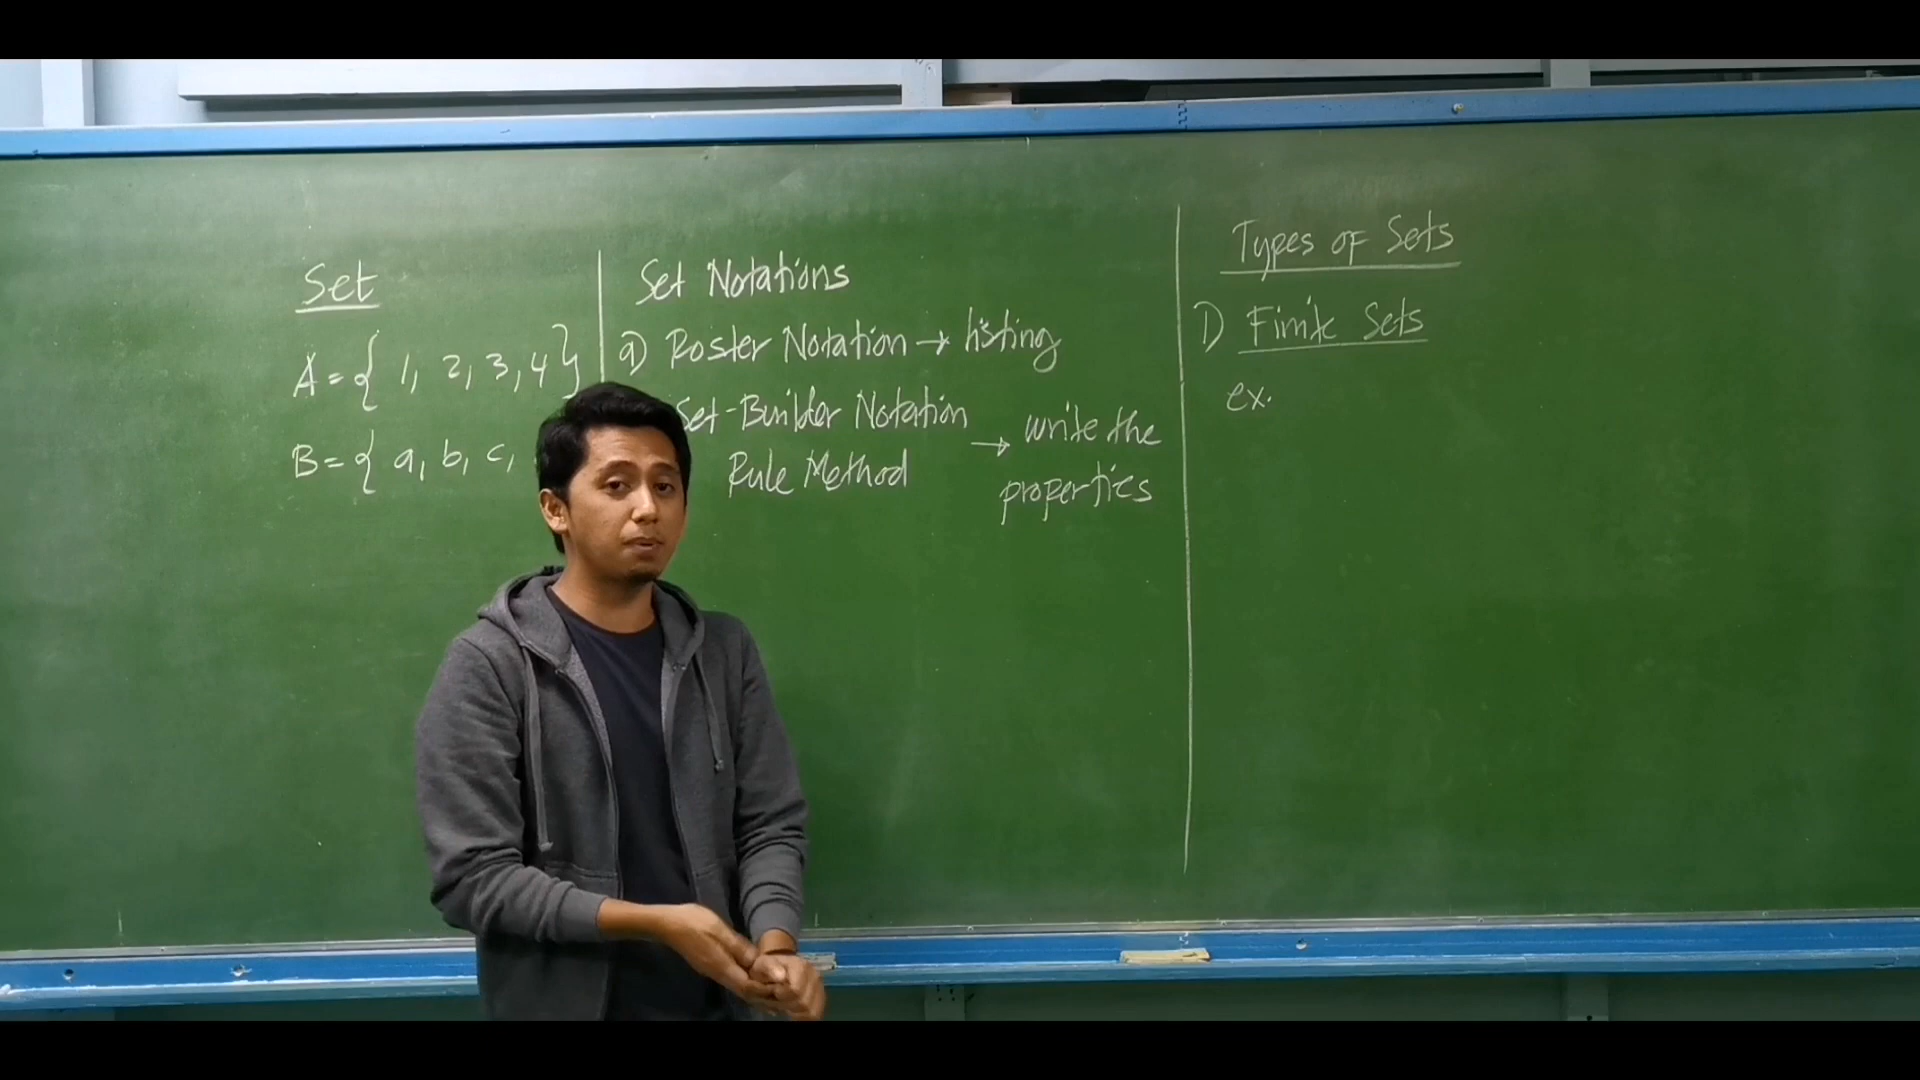 Set
A = { 1, 2, 3, 4 }
B = { a, b, c,
Set Notations
a) Roster Notation → listing
Set-Builder Notation
Rule Method
→ write the
properties
Types of Sets
1) Finite Sets
ex.